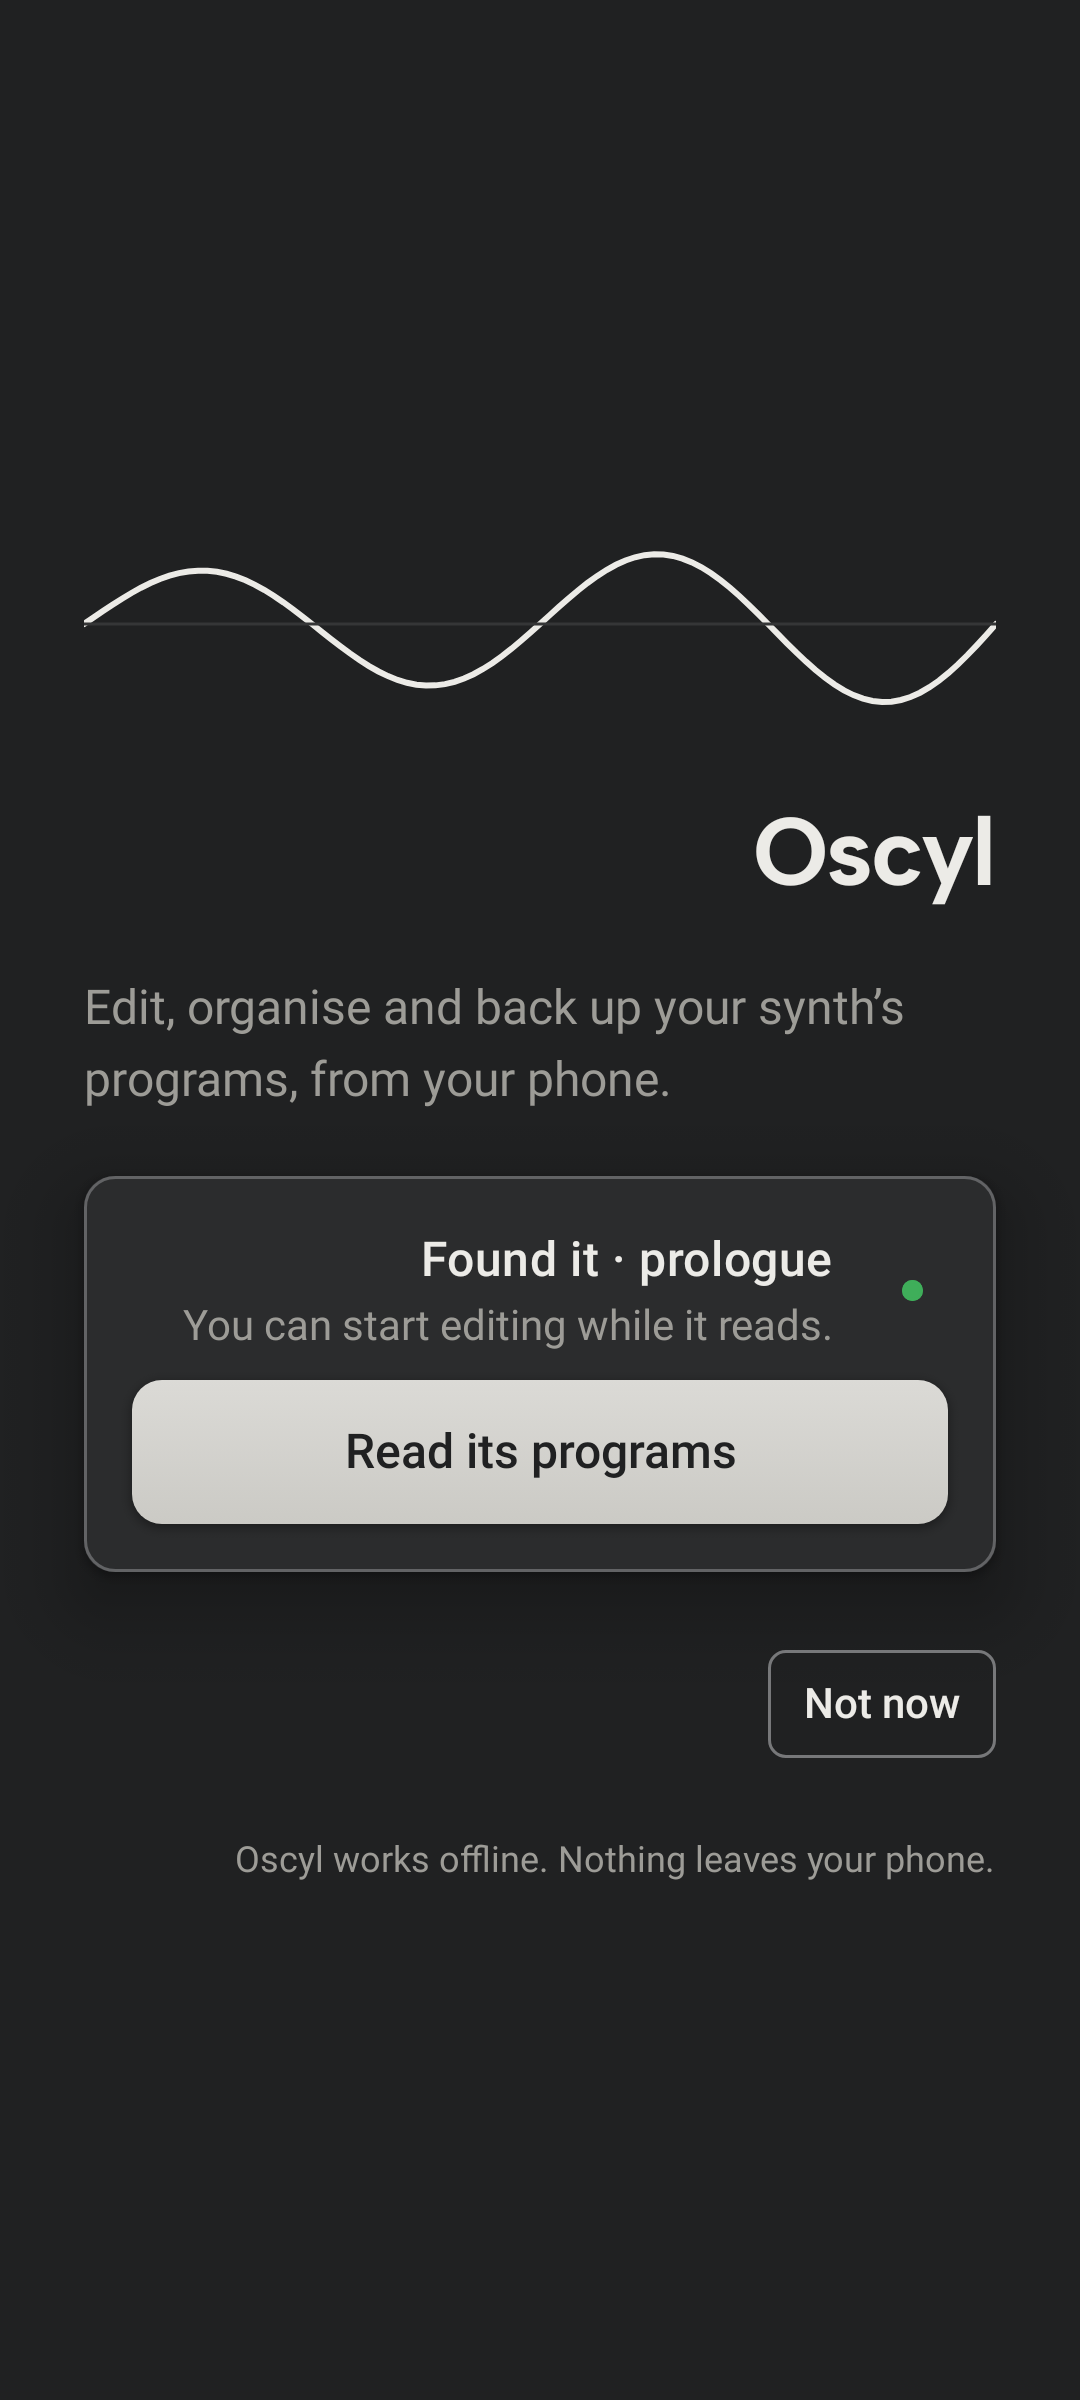 Oscyl
Edit, organise and back up your synth’s
programs, from your phone.
Found it · prologue
You can start editing while it reads.
Read its programs
Not now
Oscyl works offline. Nothing leaves your phone.